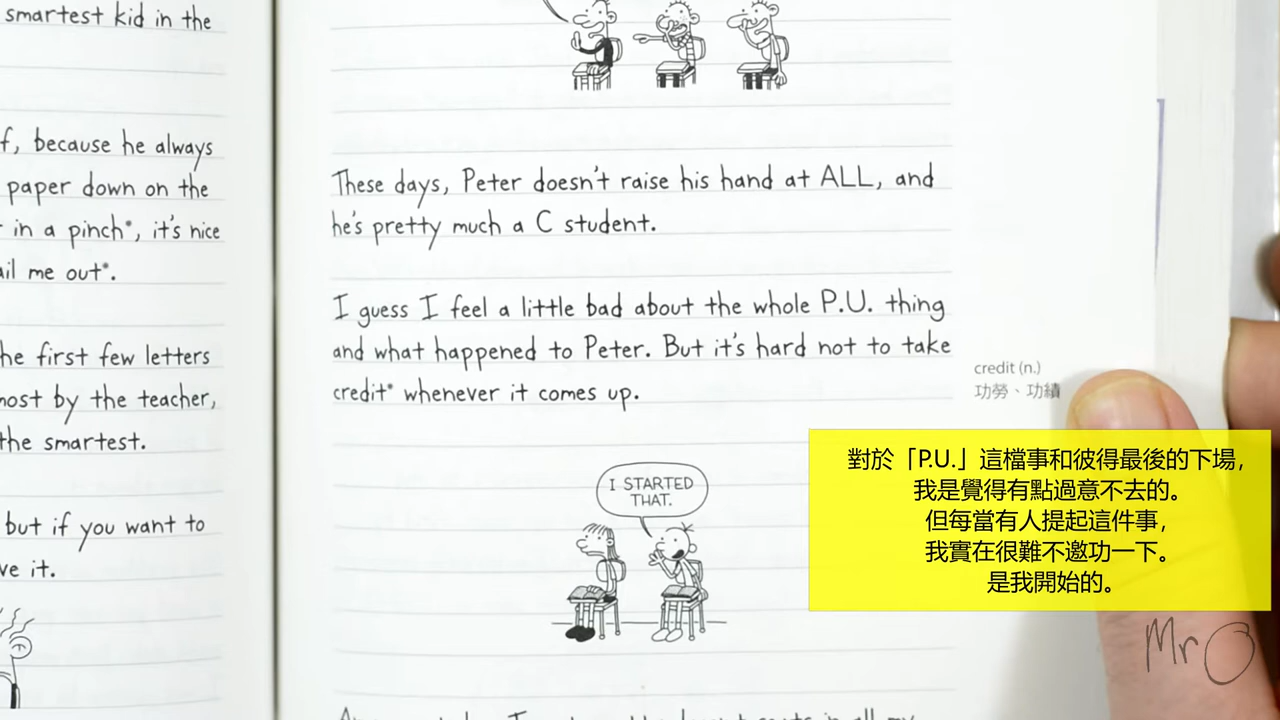 smartest kid in the
f, because he always
paper down on the
in a pinch*, it's nice
ail me out*.
he first few letters
most by the teacher,
the smartest.
but if you want to
ve it.
These days, Peter doesn't raise his hand at ALL, and
he's pretty much a C student.
I guess I feel a little bad about the whole P.U. thing
and what happened to Peter. But it's hard not to take
credit* whenever it comes up.
credit (n.)
功勞、功績
I STARTED
THAT.
對於「P.U.」這檔事和彼得最後的下場，
我是覺得有點過意不去的。
但每當有人提起這件事，
我實在很難不邀功一下。
是我開始的。
Mr O